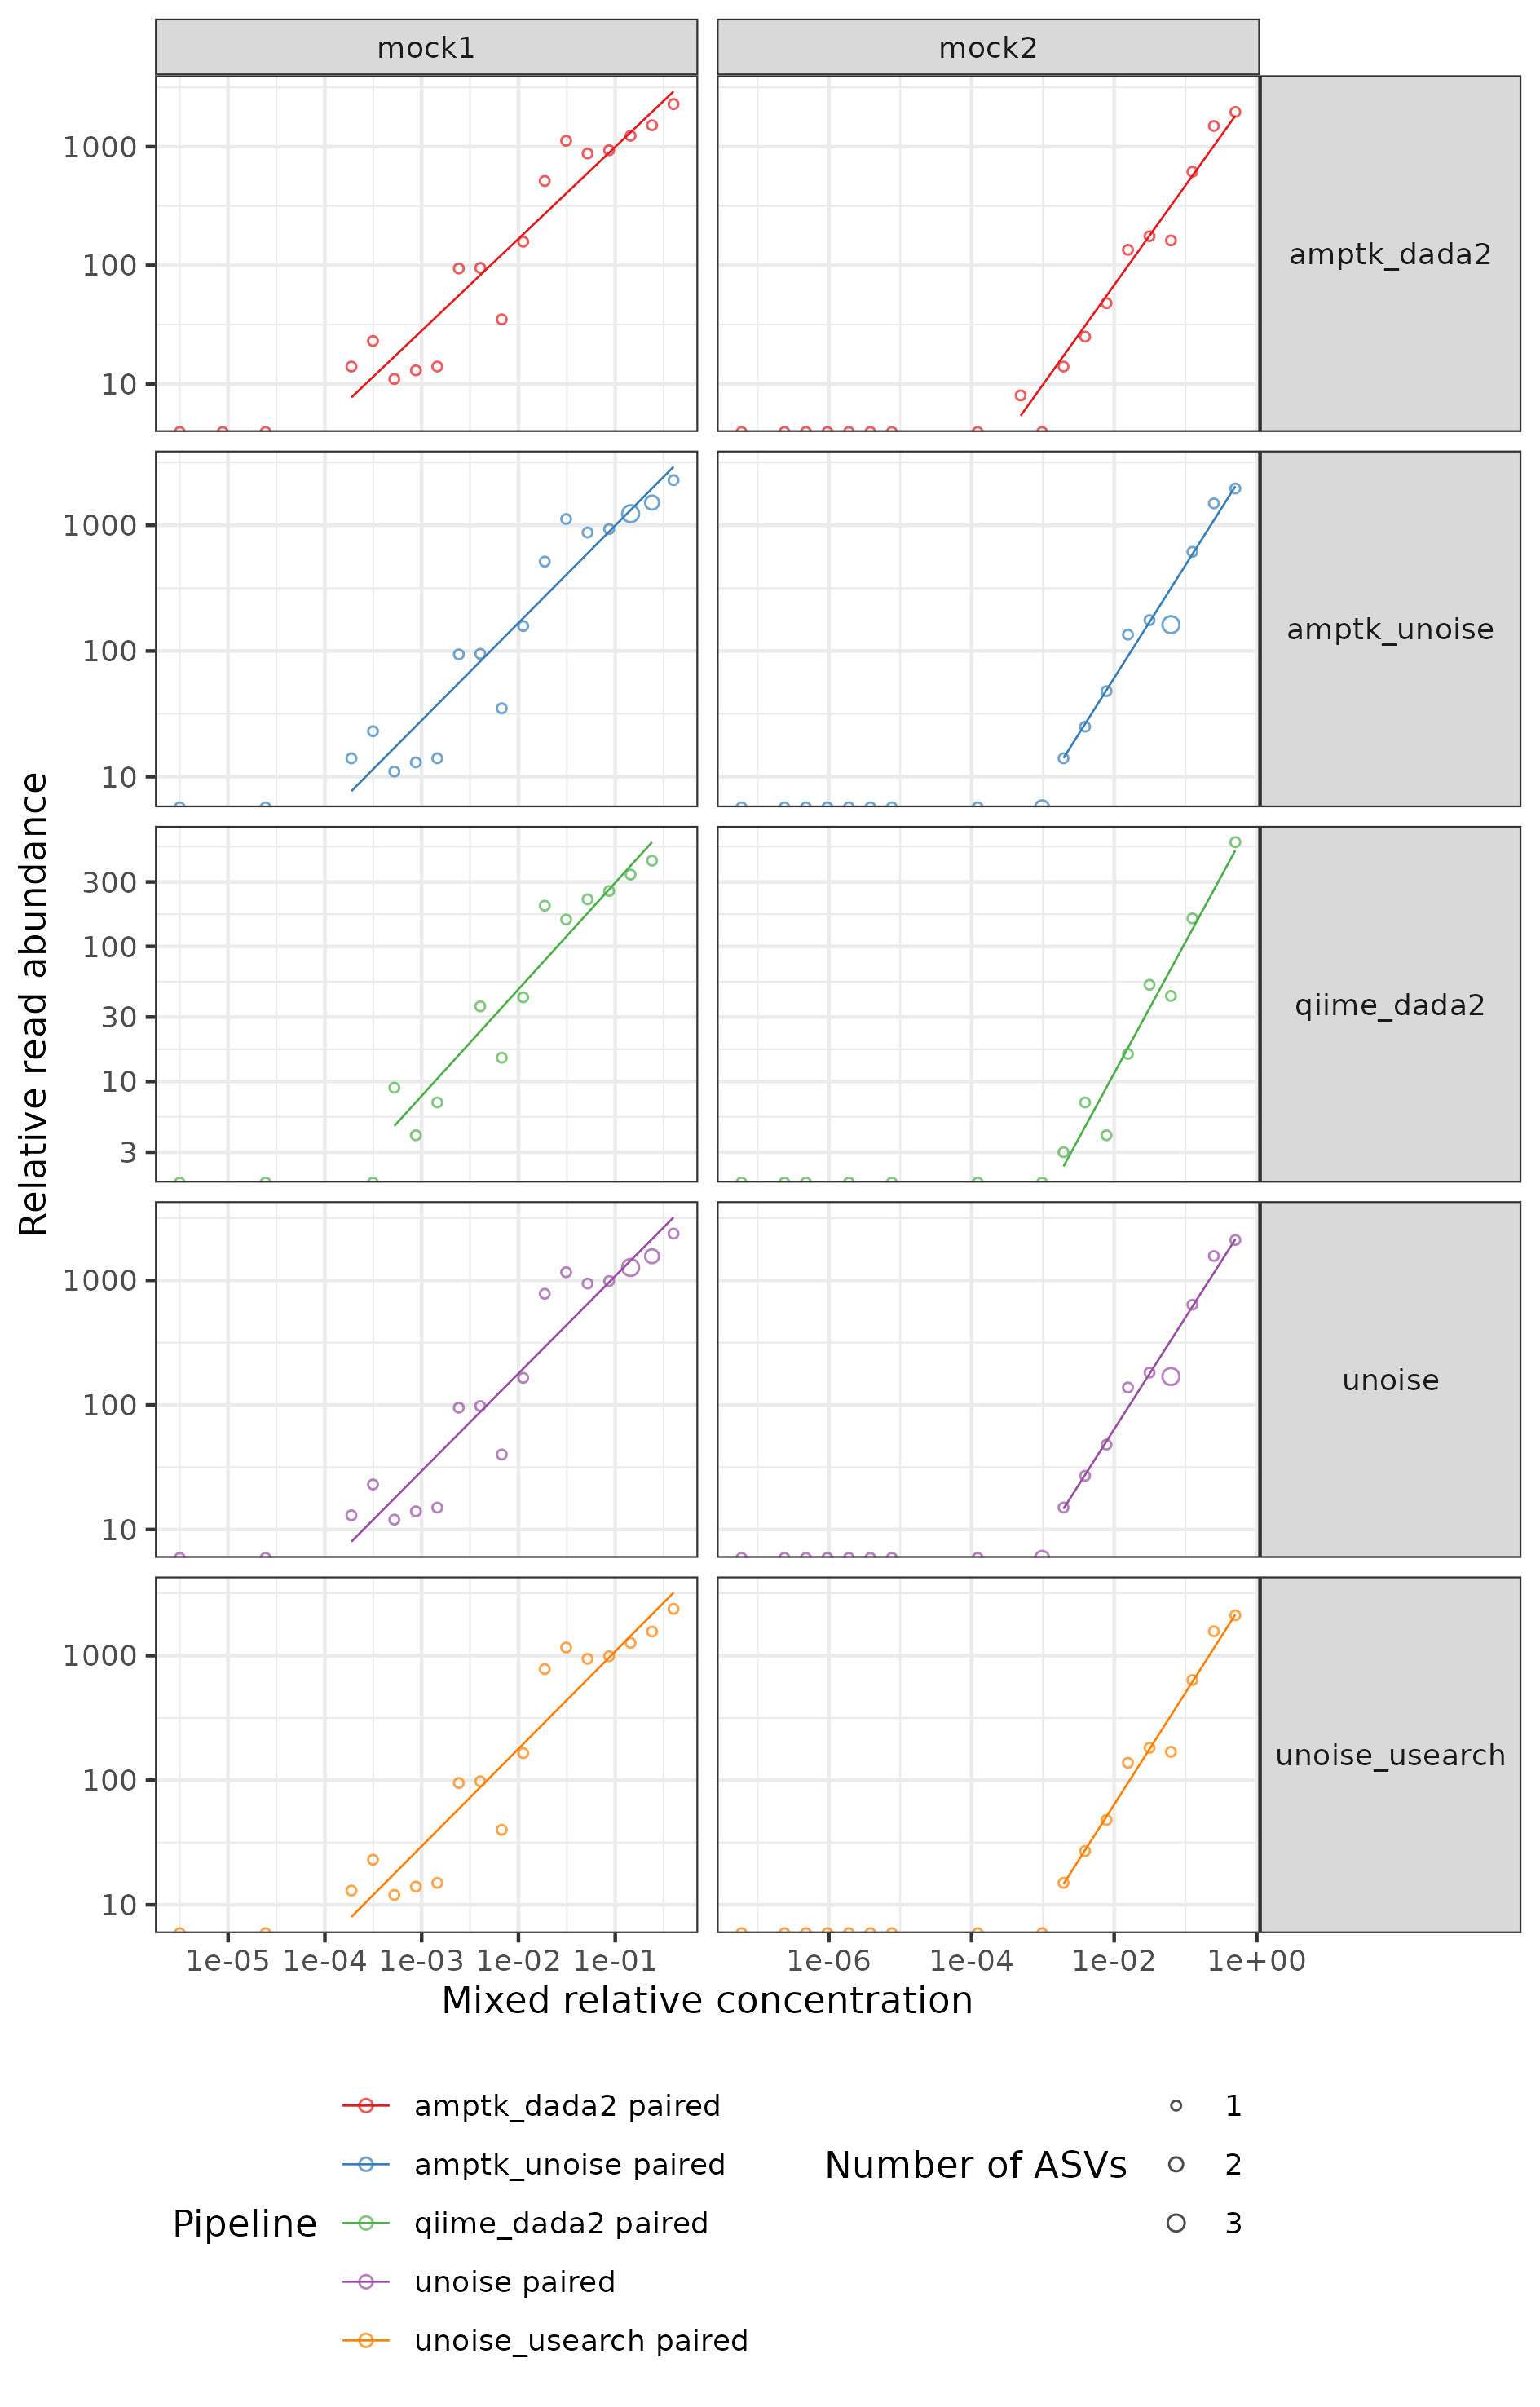 mock1 mock2
1000
100
10
amptk_dada2
1000
100
10
amptk_unoise
300
100
30
10
3
qiime_dada2
1000
100
10
unoise
1000
100
10
unoise_usearch
Relative read abundance
1e-05 1e-04 1e-03 1e-02 1e-01 1e-06 1e-04 1e-02 1e+00
Mixed relative concentration
Pipeline
amptk_dada2 paired
amptk_unoise paired
qiime_dada2 paired
unoise paired
unoise_usearch paired
Number of ASVs
1
2
3